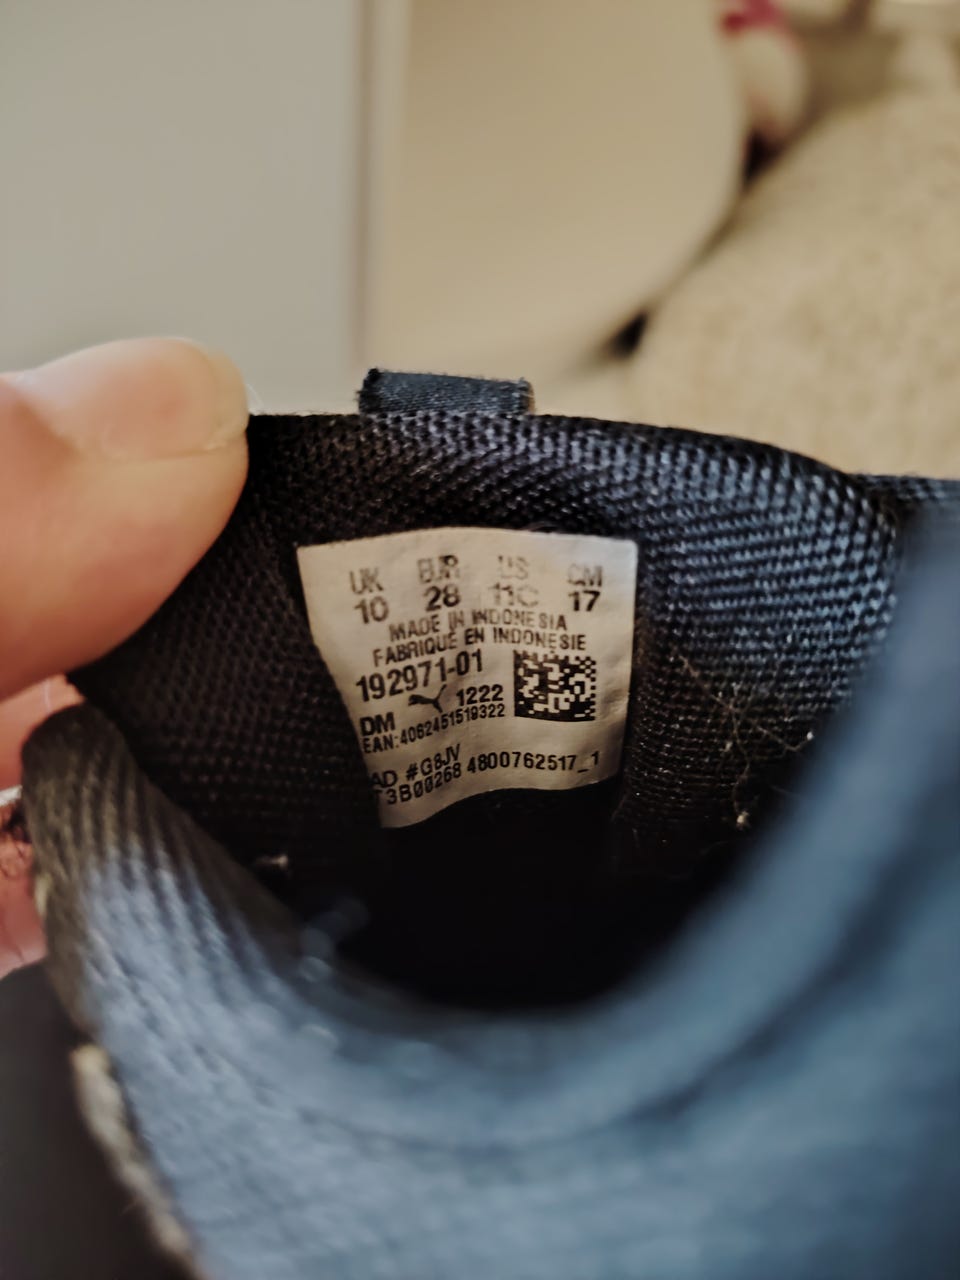 UK EUR US CM
10 28 11C 17
MADE IN INDONESIA
FABRIQUE EN INDONESIE
192971-01
DM 1222
EAN:4062451519322
AD #G8JV
3B00268 4800762517_1